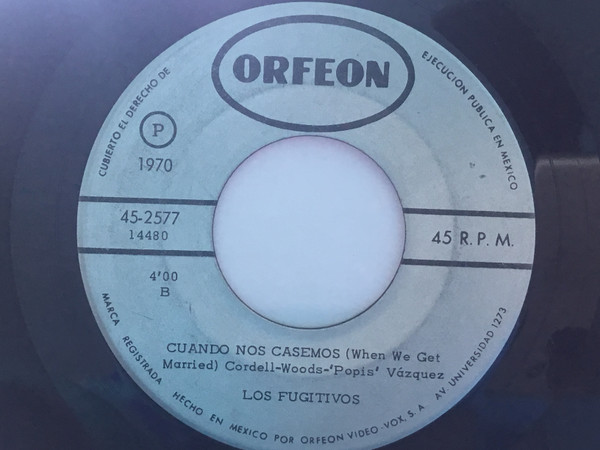 ORFEON
CUBIERTO EL DERECHO DE
EJECUCION PUBLICA EN MEXICO
P
1970
45-2577
14480
45 R.P.M.
4'00
B
CUANDO NOS CASEMOS (When We Get
Married) Cordell-Woods-'Popis' Vázquez
LOS FUGITIVOS
MARCA REGISTRADA HECHO EN MEXICO POR ORFEON VIDEO-VOX, S. A AV. UNIVERSIDAD 1273